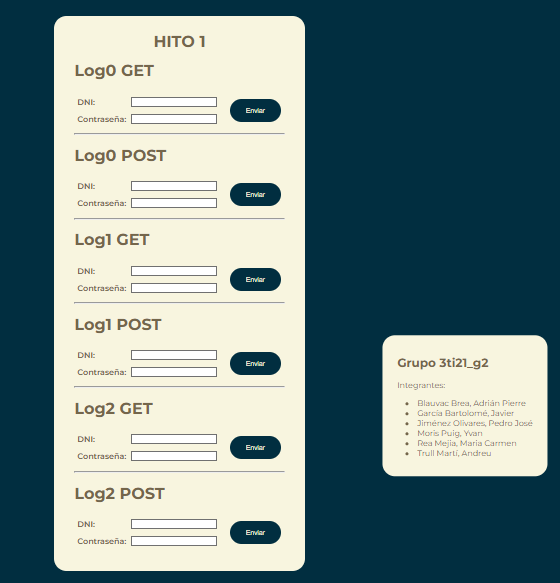 HITO 1
Log0 GET
DNI:
Contraseña:
Enviar
Log0 POST
DNI:
Contraseña:
Enviar
Log1 GET
DNI:
Contraseña:
Enviar
Log1 POST
DNI:
Contraseña:
Enviar
Log2 GET
DNI:
Contraseña:
Enviar
Log2 POST
DNI:
Contraseña:
Enviar
Grupo 3ti21_g2
Integrantes:
Blauvac Brea, Adrián Pierre
García Bartolomé, Javier
Jiménez Olivares, Pedro José
Moris Puig, Yvan
Rea Mejia, Maria Carmen
Trull Martí, Andreu